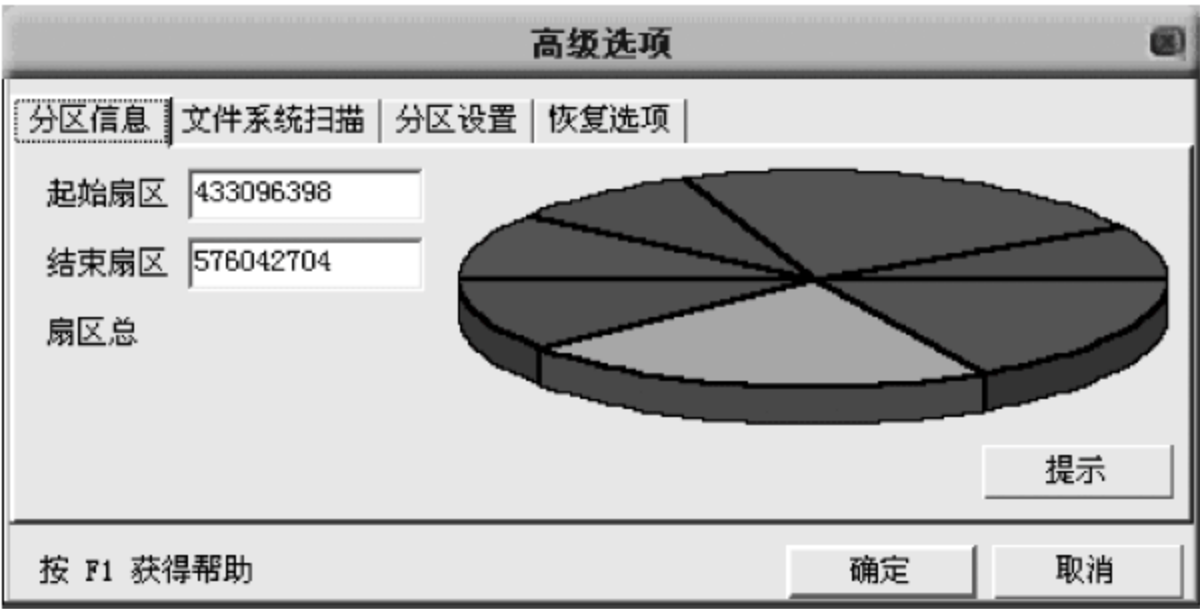 高级选项
分区信息 文件系统扫描 分区设置 恢复选项
起始扇区 433096398
结束扇区 576042704
扇区总
提示
按 F1 获得帮助 确定 取消